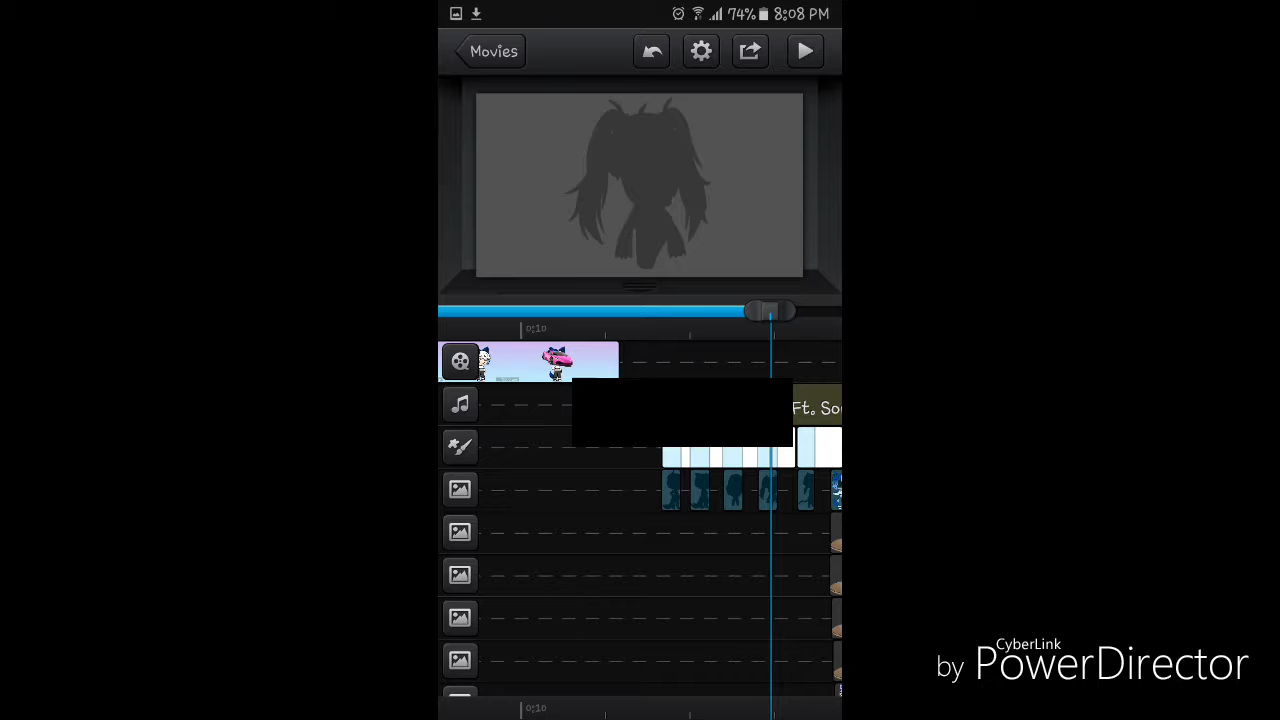 74% 8:08 PM
Movies
0:10
Ft. So
0:10
CyberLink
by PowerDirector